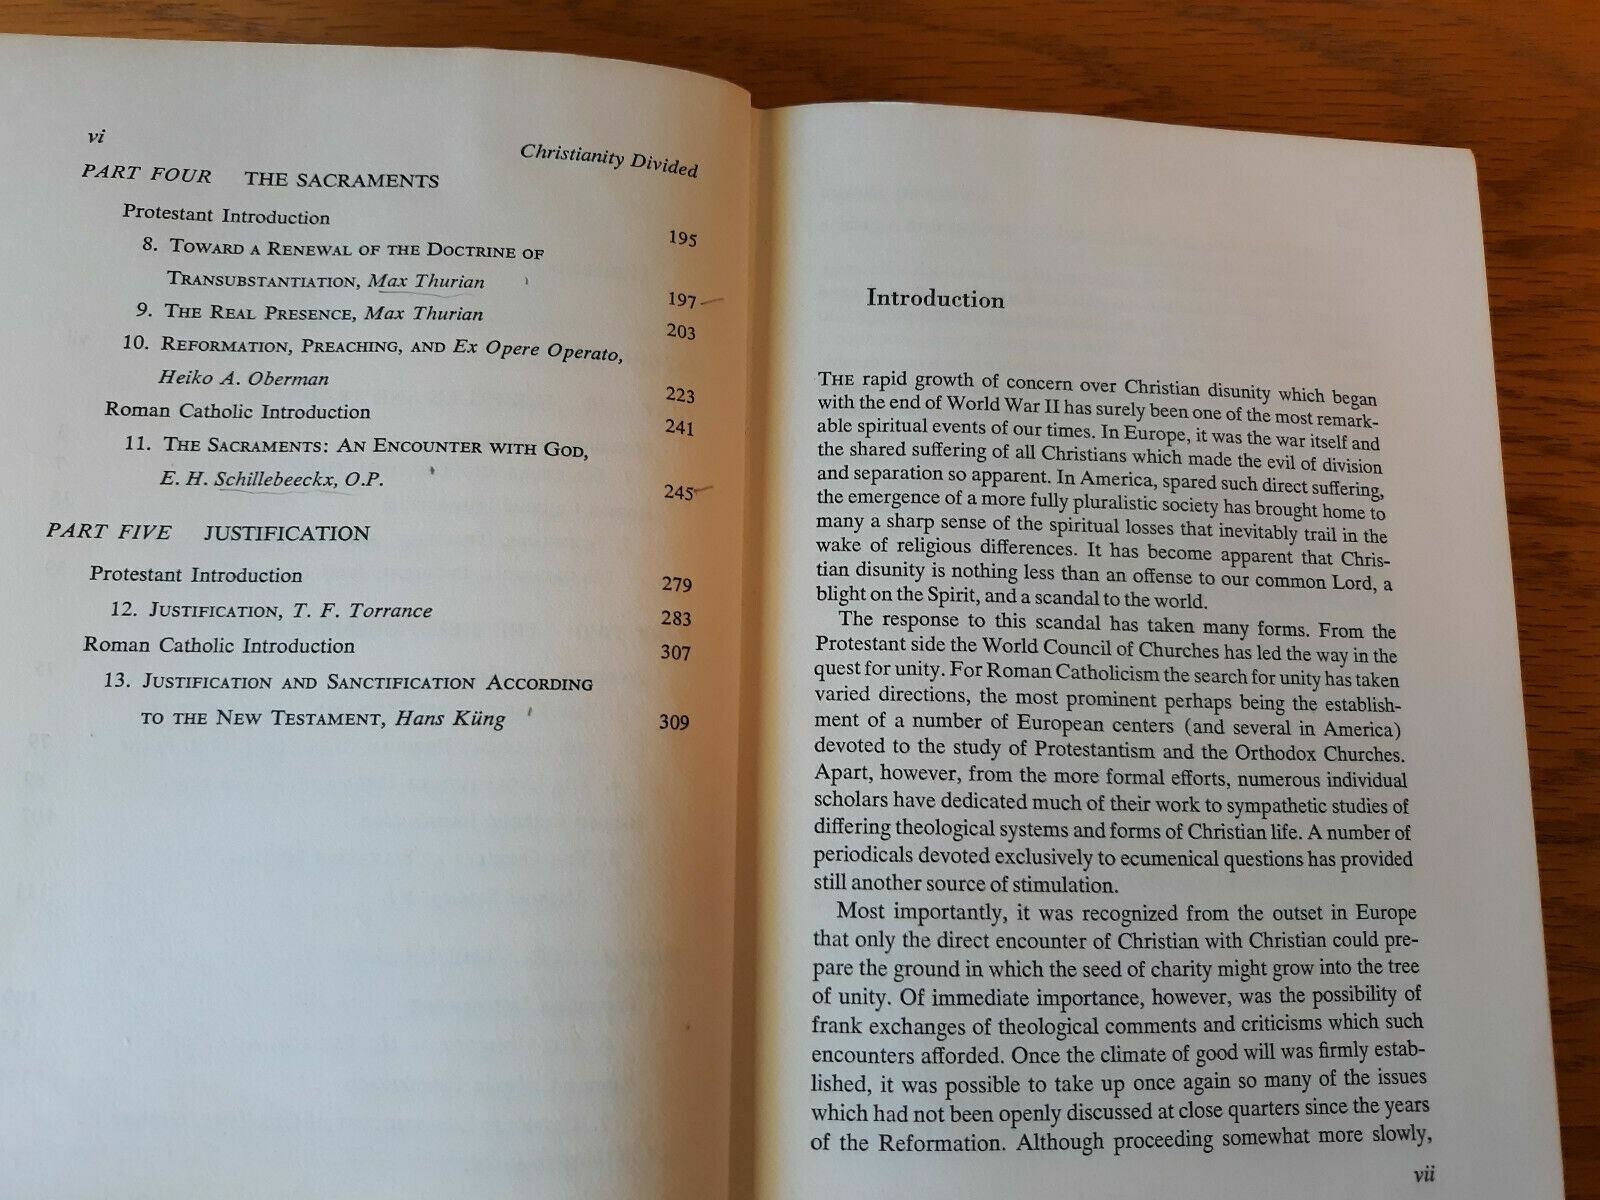 vi
Christianity Divided
PART FOUR THE SACRAMENTS
Protestant Introduction 195
8. TOWARD A RENEWAL OF THE DOCTRINE OF
TRANSUBSTANTIATION, Max Thurian 197
9. THE REAL PRESENCE, Max Thurian 203
10. REFORMATION, PREACHING, AND Ex Opere Operato,
Heiko A. Oberman 223
Roman Catholic Introduction 241
11. THE SACRAMENTS: AN ENCOUNTER WITH GOD,
E. H. Schillebeeckx, O.P. 245
PART FIVE JUSTIFICATION
Protestant Introduction 279
12. JUSTIFICATION, T. F. Torrance 283
Roman Catholic Introduction 307
13. JUSTIFICATION AND SANCTIFICATION ACCORDING
TO THE NEW TESTAMENT, Hans Küng 309
Introduction
THE rapid growth of concern over Christian disunity which began
with the end of World War II has surely been one of the most remark-
able spiritual events of our times. In Europe, it was the war itself and
the shared suffering of all Christians which made the evil of division
and separation so apparent. In America, spared such direct suffering,
the emergence of a more fully pluralistic society has brought home to
many a sharp sense of the spiritual losses that inevitably trail in the
wake of religious differences. It has become apparent that Chris-
tian disunity is nothing less than an offense to our common Lord, a
blight on the Spirit, and a scandal to the world.
The response to this scandal has taken many forms. From the
Protestant side the World Council of Churches has led the way in the
quest for unity. For Roman Catholicism the search for unity has taken
varied directions, the most prominent perhaps being the establish-
ment of a number of European centers (and several in America)
devoted to the study of Protestantism and the Orthodox Churches.
Apart, however, from the more formal efforts, numerous individual
scholars have dedicated much of their work to sympathetic studies of
differing theological systems and forms of Christian life. A number of
periodicals devoted exclusively to ecumenical questions has provided
still another source of stimulation.
Most importantly, it was recognized from the outset in Europe
that only the direct encounter of Christian with Christian could pre-
pare the ground in which the seed of charity might grow into the tree
of unity. Of immediate importance, however, was the possibility of
frank exchanges of theological comments and criticisms which such
encounters afforded. Once the climate of good will was firmly estab-
lished, it was possible to take up once again so many of the issues
which had not been openly discussed at close quarters since the years
of the Reformation. Although proceeding somewhat more slowly,
vii